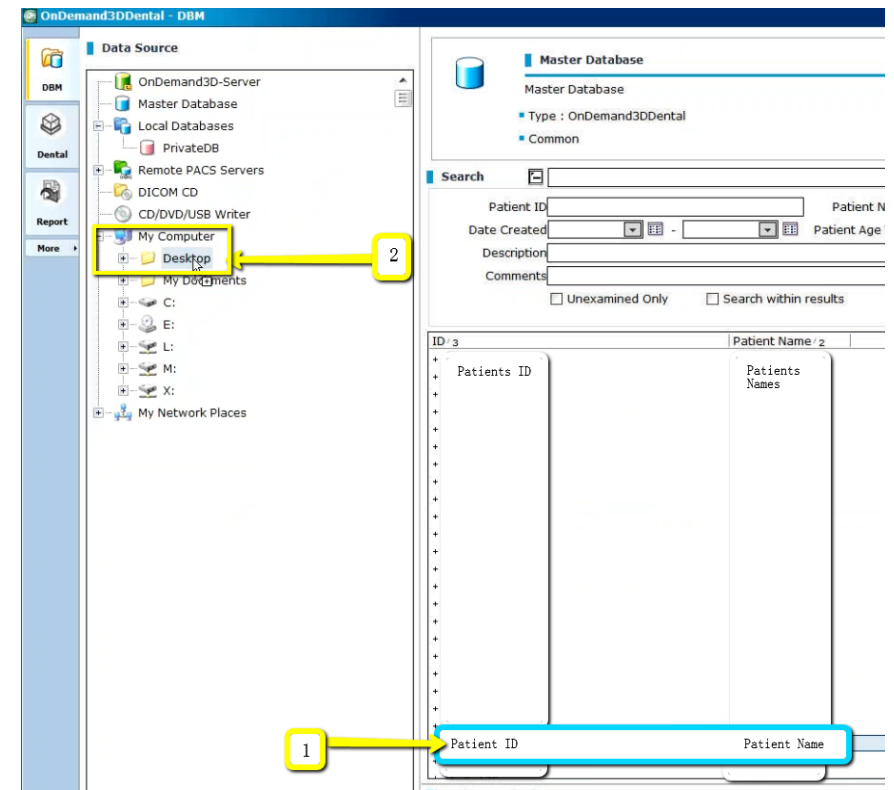 OnDemand3DDental - DBM
DBM
Dental
Report
More
Data Source
OnDemand3D-Server
Master Database
Local Databases
PrivateDB
Remote PACS Servers
DICOM CD
CD/DVD/USB Writer
My Computer
Desktop
My Documents
C:
E:
L:
M:
X:
My Network Places
2
1
Master Database
Master Database
Type : OnDemand3DDental
Common
Search
Patient ID
Patient N
Date Created
-
Patient Age
Description
Comments
Unexamined Only
Search within results
ID / 3
Patient Name / 2
Patients ID
Patients
Names
Patient ID
Patient Name